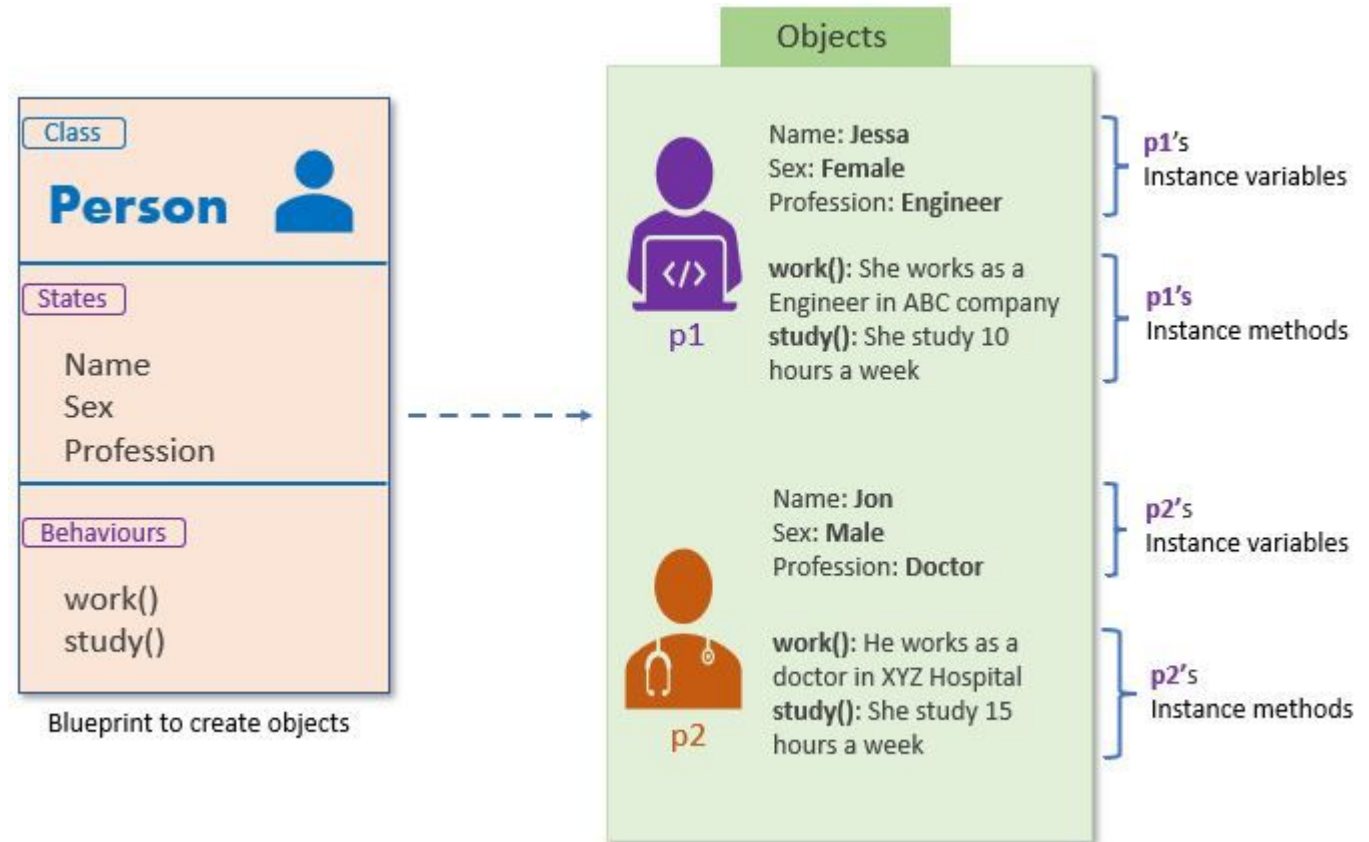 Class
Person
States
Name
Sex
Profession
Behaviours
work()
study()
Blueprint to create objects
Objects
Name: Jessa
Sex: Female
Profession: Engineer
work(): She works as a
Engineer in ABC company
study(): She study 10
hours a week
</>
p1
p1's
Instance variables
p1's
Instance methods
Name: Jon
Sex: Male
Profession: Doctor
work(): He works as a
doctor in XYZ Hospital
study(): She study 15
hours a week
p2
p2's
Instance variables
p2's
Instance methods